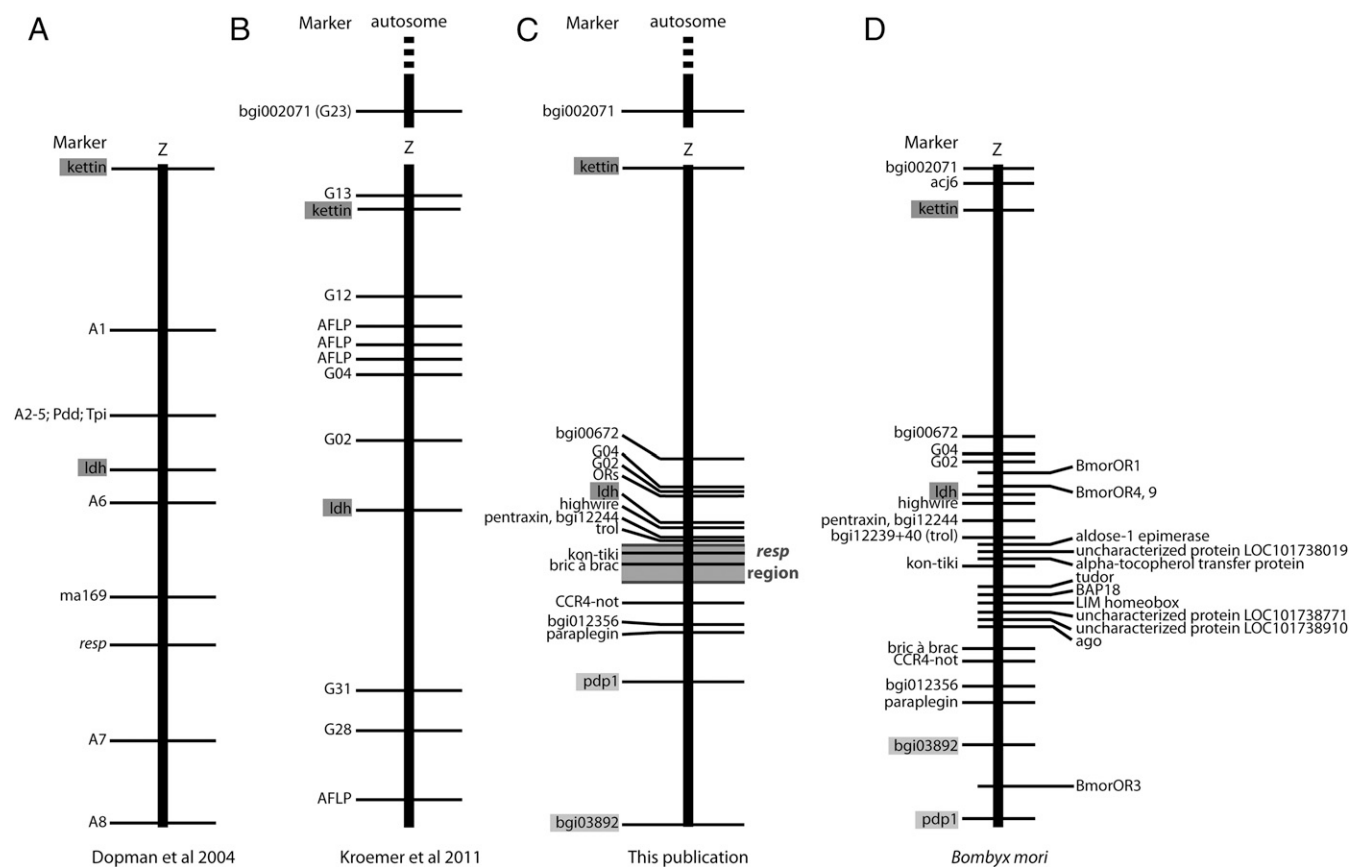 A
Marker
Z
kettin
A1
A2-5; Pdd; Tpi
ldh
A6
ma169
resp
A7
A8
Dopman et al 2004
B
Marker
autosome
bgi002071 (G23)
Z
G13
kettin
G12
AFLP
AFLP
AFLP
G04
G02
ldh
G31
G28
AFLP
Kroemer et al 2011
C
Marker
autosome
bgi002071
Z
kettin
bgi00672
G04
G02
ORs
ldh
highwire
pentraxin, bgi12244
trol
kon-tiki
bric à brac
resp
region
CCR4-not
bgi012356
paraplegin
pdp1
bgi03892
This publication
D
Marker
Z
bgi002071
acj6
kettin
bgi00672
G04
G02
BmorOR1
ldh
BmorOR4, 9
highwire
pentraxin, bgi12244
bgi12239+40 (trol)
aldose-1 epimerase
uncharacterized protein LOC101738019
alpha-tocopherol transfer protein
kon-tiki
tudor
BAP18
LIM homeobox
uncharacterized protein LOC101738771
uncharacterized protein LOC101738910
ago
bric à brac
CCR4-not
bgi012356
paraplegin
bgi03892
BmorOR3
pdp1
Bombyx mori